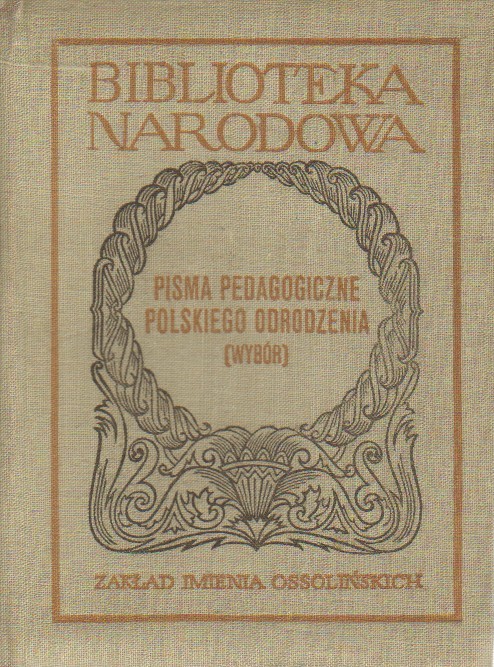 BIBLIOTEKA
NARODOWA
PISMA PEDAGOGICZNE
POLSKIEGO ODRODZENIA
(WYBÓR)
ZAKŁAD IMIENIA OSSOLIŃSKICH